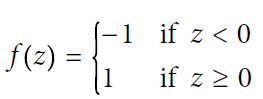 f(z) = { -1 if z < 0
1 if z ≥ 0